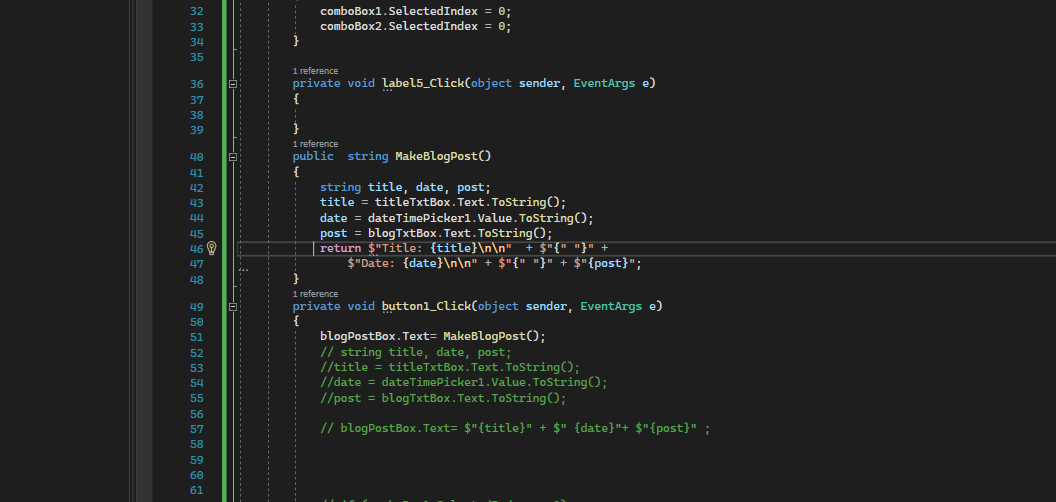 32 comboBox1.SelectedIndex = 0;
33 comboBox2.SelectedIndex = 0;
34 }
35
1 reference
36 private void label5_Click(object sender, EventArgs e)
37 {
38
39 }
1 reference
40 public  string MakeBlogPost()
41 {
42 string title, date, post;
43 title = titleTxtBox.Text.ToString();
44 date = dateTimePicker1.Value.ToString();
45 post = blogTxtBox.Text.ToString();
46 return $"Title: {title}\n\n"  + $"{" "}" +
47 $"Date: {date}\n\n" + $"{" "}" + $"{post}";
48 }
1 reference
49 private void button1_Click(object sender, EventArgs e)
50 {
51 blogPostBox.Text= MakeBlogPost();
52 // string title, date, post;
53 //title = titleTxtBox.Text.ToString();
54 //date = dateTimePicker1.Value.ToString();
55 //post = blogTxtBox.Text.ToString();
56
57 // blogPostBox.Text= $"{title}" + $" {date}"+ $"{post}" ;
58
59
60
61